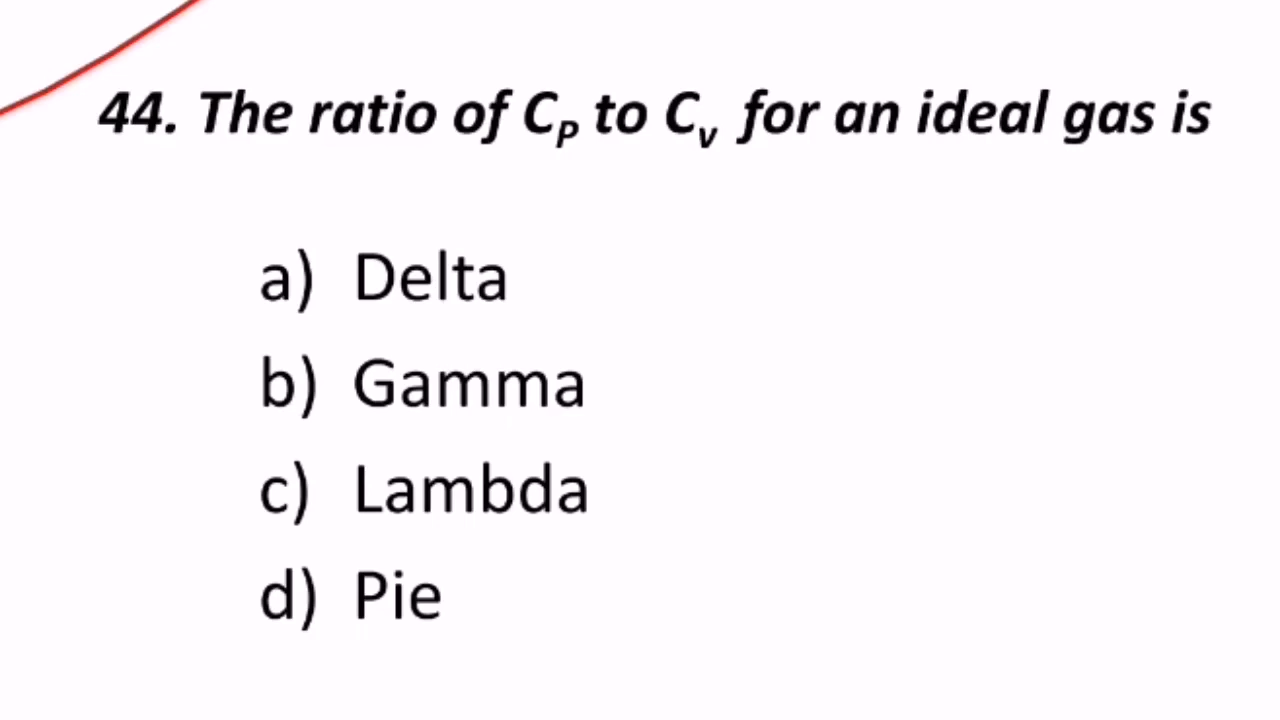 44. The ratio of Cₚ to Cᵥ for an ideal gas is
a) Delta
b) Gamma
c) Lambda
d) Pie